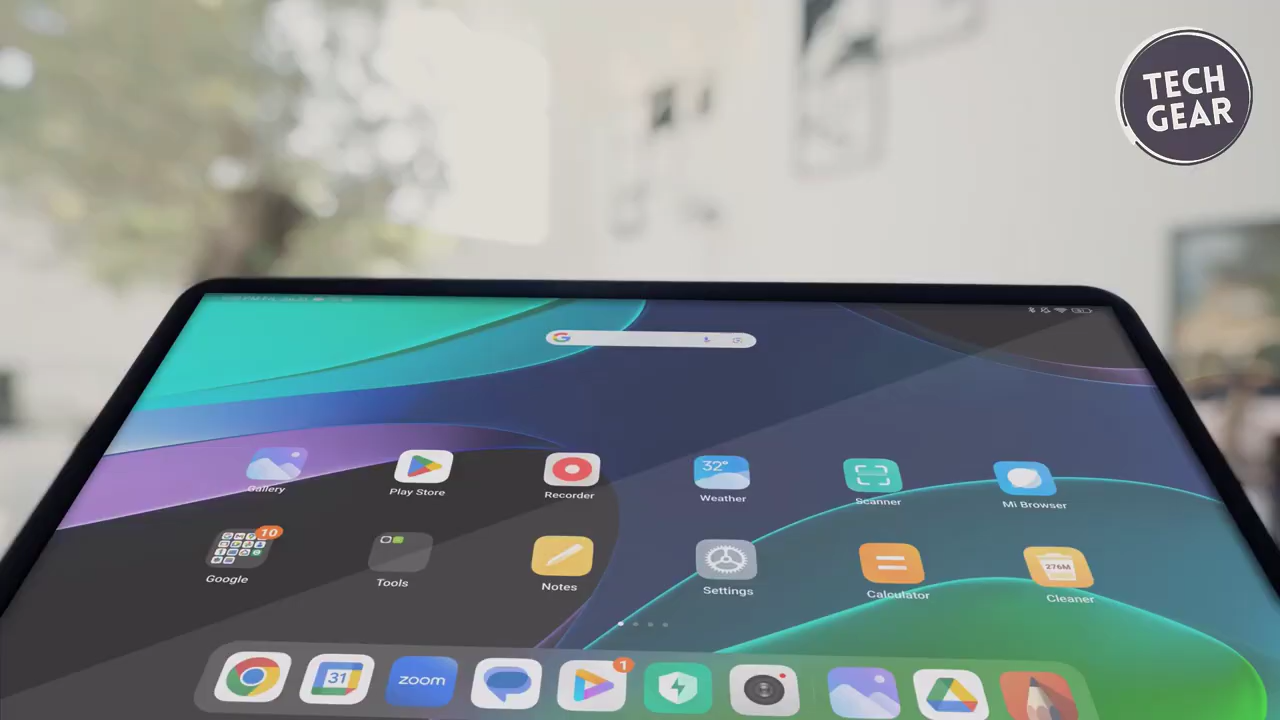 TECH
GEAR
Gallery
Play Store
Recorder
32°
Weather
Scanner
Mi Browser
10
Google
Tools
Notes
Settings
Calculator
276M
Cleaner
31
zoom
1